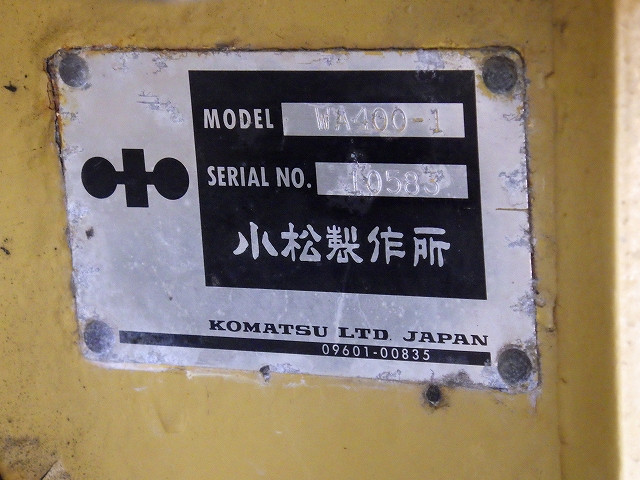 MODEL WA400-1
SERIAL NO. 10583
小松製作所
KOMATSU LTD. JAPAN
09601-00835